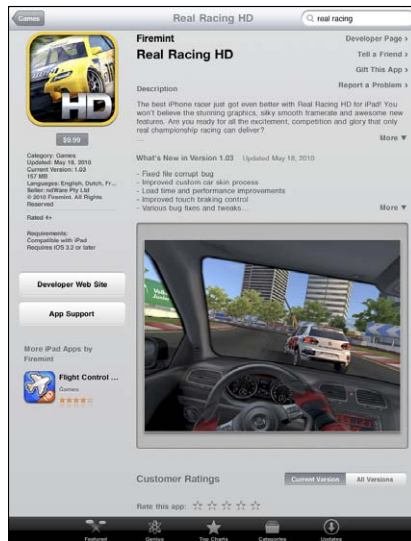 Games
Real Racing HD
real racing
Firemint
Real Racing HD
Developer Page ›
Tell a Friend ›
Gift This App ›
Report a Problem ›
HD
$9.99
Category: Games
Updated: May 18, 2010
Current Version: 1.03
157 MB
Languages: English, Dutch, Fr...
Seller: ndWare Pty Ltd
© 2010 Firemint. All Rights
Reserved
Rated 4+
Requirements:
Compatible with iPad
Requires iOS 3.2 or later
Developer Web Site
App Support
More iPad Apps by
Firemint
Flight Control ...
Games
HD
Description
The best iPhone racer just got even better with Real Racing HD for iPad! You
won't believe the stunning graphics, silky smooth framerate and awesome new
features. Are you ready for all the excitement, competition and glory that only
real championship racing can deliver?
...
More ▼
What's New in Version 1.03 Updated May 18, 2010
- Fixed file corrupt bug
- Improved custom car skin process
- Load time and performance improvements
- Improved touch braking control
- Various bug fixes and tweaks...
More ▼
Customer Ratings
Current Version
All Versions
Rate this app:
Featured
Genius
Top Charts
Categories
Updates